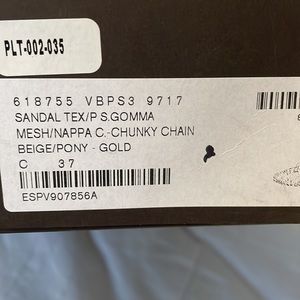 PLT-002-035
618755 VBPS3 9717
SANDAL TEX/P S.GOMMA
MESH/NAPPA C.-CHUNKY CHAIN
BEIGE/PONY - GOLD
C 37
ESPV907856A